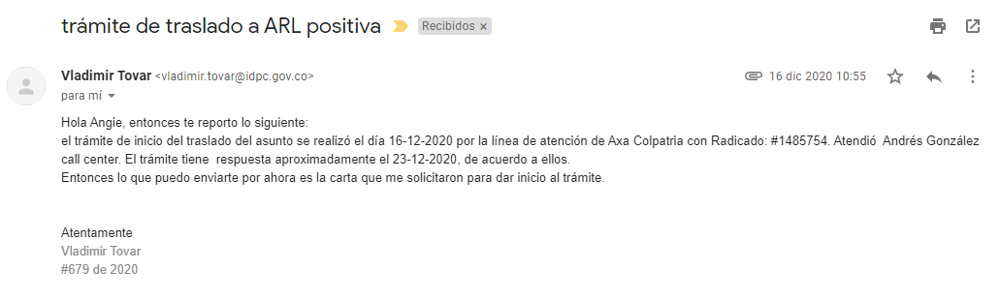 trámite de traslado a ARL positiva
Recibidos ×
Vladimir Tovar <vladimir.tovar@idpc.gov.co>
16 dic 2020 10:55
para mí
Hola Angie, entonces te reporto lo siguiente:
el trámite de inicio del traslado del asunto se realizó el día 16-12-2020 por la línea de atención de Axa Colpatria con Radicado: #1485754. Atendió  Andrés González
call center. El trámite tiene  respuesta aproximadamente el 23-12-2020, de acuerdo a ellos.
Entonces lo que puedo enviarte por ahora es la carta que me solicitaron para dar inicio al trámite.
Atentamente
Vladimir Tovar
#679 de 2020